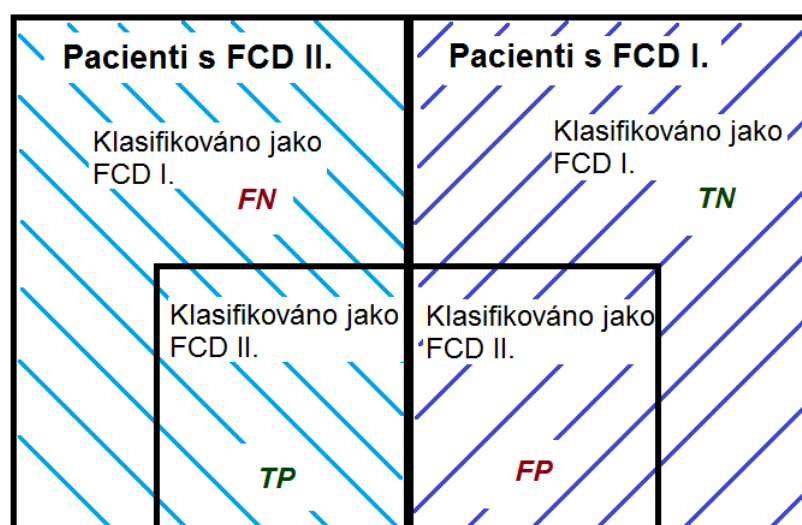 Pacienti s FCD II.
Klasifikováno jako
FCD I.
FN
Klasifikováno jako
FCD II.
TP
Pacienti s FCD I.
Klasifikováno jako
FCD I.
TN
Klasifikováno jako
FCD II.
FP